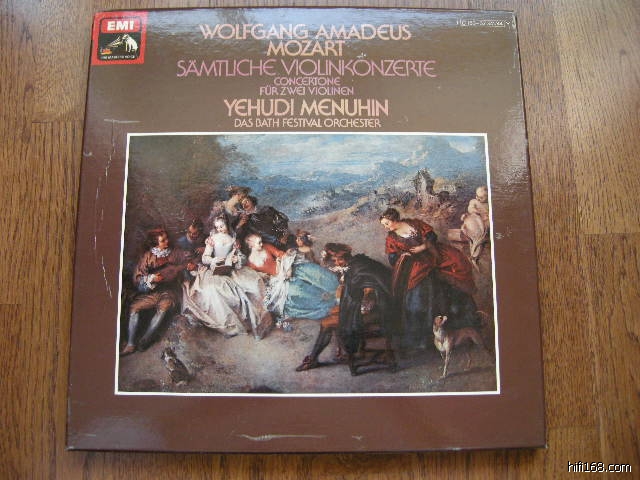 EMI
WOLFGANG AMADEUS
MOZART
SÄMTLICHE VIOLINKONZERTE
CONCERTONE
FÜR ZWEI VIOLINEN
YEHUDI MENUHIN
DAS BATH FESTIVAL ORCHESTER
hifi168.com